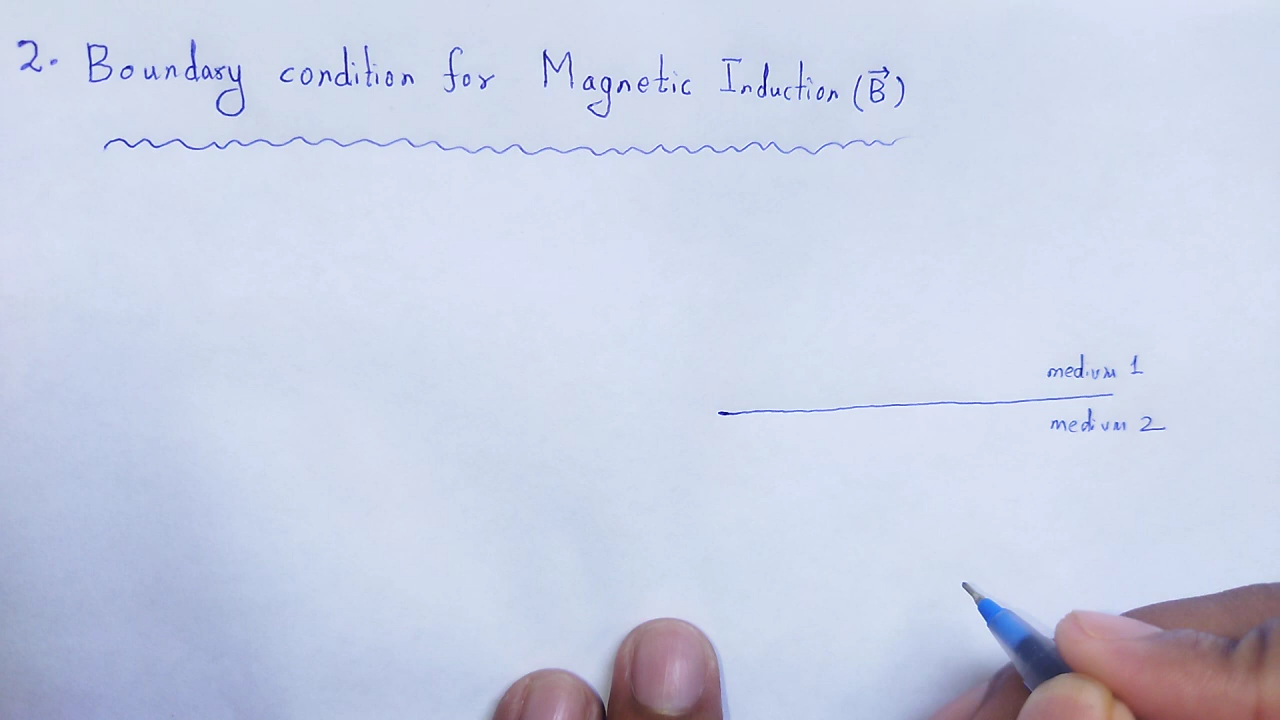 2. Boundary condition for Magnetic Induction (B⃗)
medium 1
medium 2